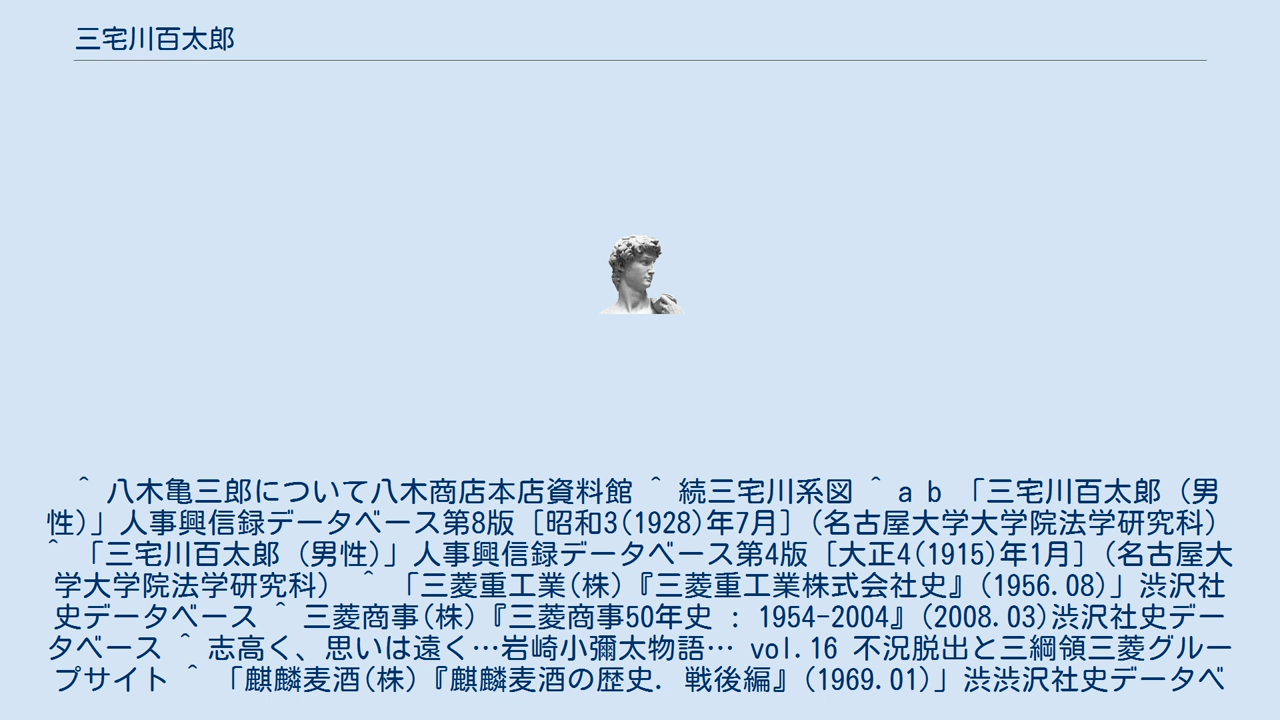 三宅川百太郎
^ 八木亀三郎について八木商店本店資料館 ^ 続三宅川系図 ^ a b 「三宅川百太郎 (男
性)」人事興信録データベース第8版 [昭和3(1928)年7月] (名古屋大学大学院法学研究科)
^ 「三宅川百太郎 (男性)」人事興信録データベース第4版 [大正4(1915)年1月] (名古屋大
学大学院法学研究科) ^ 「三菱重工業(株)『三菱重工業株式会社史』(1956.08)」渋沢社
史データベース ^ 三菱商事(株)『三菱商事50年史 : 1954-2004』(2008.03)渋沢社史デー
タベース ^ 志高く、思いは遠く…岩崎小彌太物語… vol.16 不況脱出と三綱領三菱グルー
プサイト ^ 「麒麟麦酒(株)『麒麟麦酒の歴史. 戦後編』(1969.01)」渋渋沢社史データベ